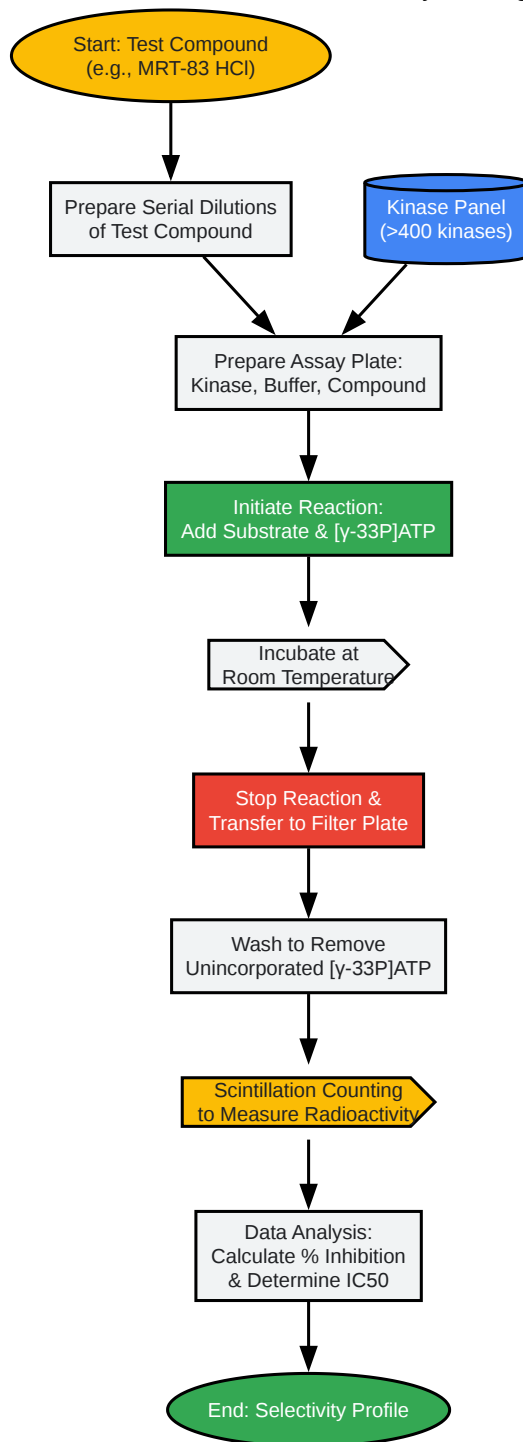 Start: Test Compound
(e.g., MRT-83 HCl)
Prepare Serial Dilutions
of Test Compound
Kinase Panel
(>400 kinases)
Prepare Assay Plate:
Kinase, Buffer, Compound
Initiate Reaction:
Add Substrate & [γ-33P]ATP
Incubate at
Room Temperature
Stop Reaction &
Transfer to Filter Plate
Wash to Remove
Unincorporated [γ-33P]ATP
Scintillation Counting
to Measure Radioactivity
Data Analysis:
Calculate % Inhibition
& Determine IC50
End: Selectivity Profile